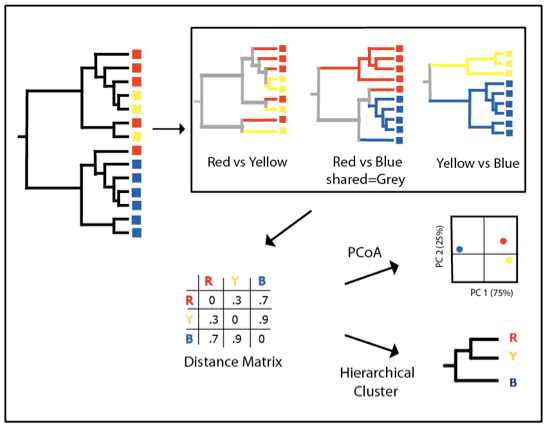 Red vs Yellow
Red vs Blue
shared=Grey
Yellow vs Blue
R Y B
R 0 .3 .7
Y .3 0 .9
B .7 .9 0
Distance Matrix
PCoA
PC 2 (25%)
PC 1 (75%)
Hierarchical
Cluster
R
Y
B